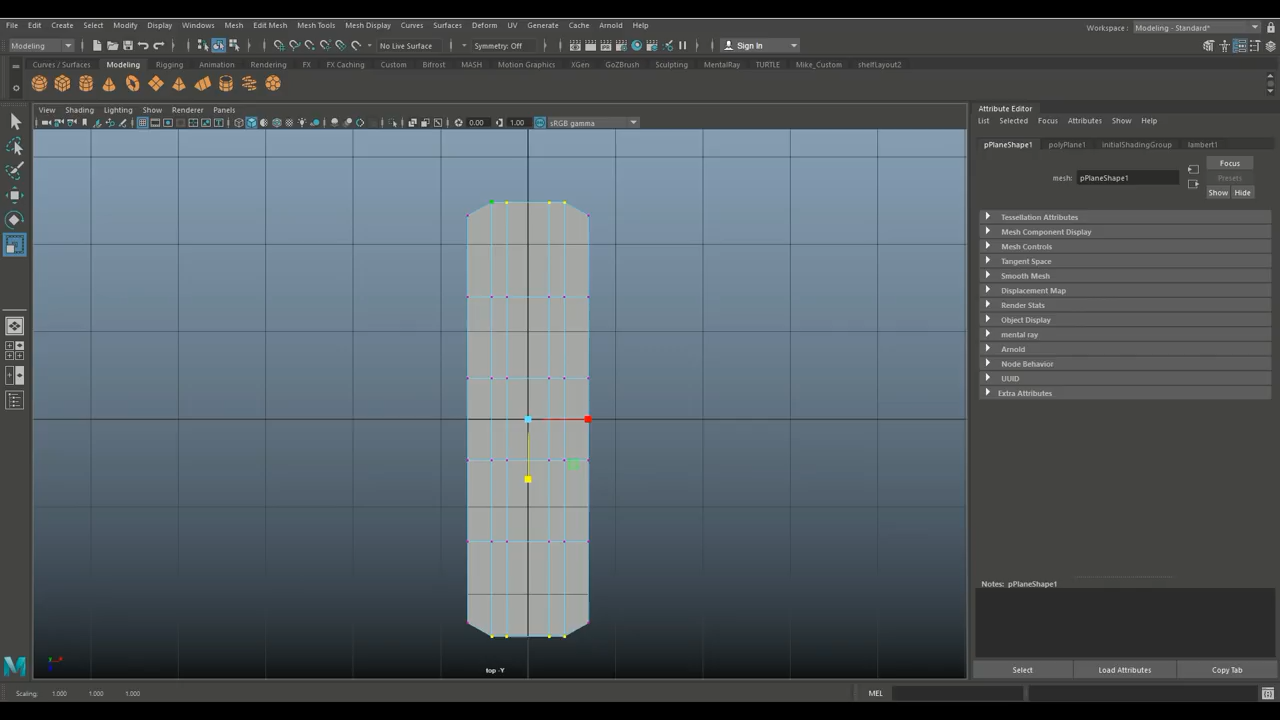 File Edit Create Select Modify Display Windows Mesh Edit Mesh Mesh Tools Mesh Display Curves Surfaces Deform UV Generate Cache Arnold Help
Workspace: Modeling - Standard*
Modeling
No Live Surface
Symmetry: Off
Sign In
Curves / Surfaces Modeling Rigging Animation Rendering FX FX Caching Custom Bifrost MASH Motion Graphics XGen GoZBrush Sculpting MentalRay TURTLE Mike_Custom shelfLayout2
View Shading Lighting Show Renderer Panels
0.00 1.00 sRGB gamma
top -Y
Attribute Editor
List Selected Focus Attributes Show Help
pPlaneShape1 polyPlane1 initialShadingGroup lambert1
Focus
mesh: pPlaneShape1
Presets
Show Hide
Tessellation Attributes
Mesh Component Display
Mesh Controls
Tangent Space
Smooth Mesh
Displacement Map
Render Stats
Object Display
mental ray
Arnold
Node Behavior
UUID
Extra Attributes
Notes: pPlaneShape1
Select Load Attributes Copy Tab
Scaling: 1.000 1.000 1.000
MEL